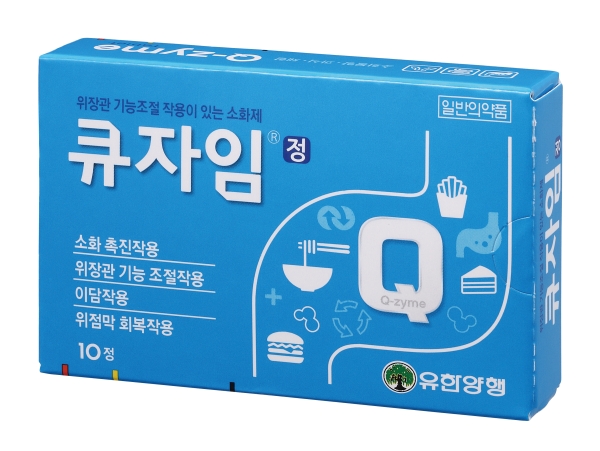 Q-zyme
위장관 기능조절 작용이 있는 소화제
일반의약품
큐자임® 정
소화 촉진작용
위장관 기능 조절작용
이담작용
위점막 회복작용
10정
Q
Q-zyme
유한양행
큐자임 정